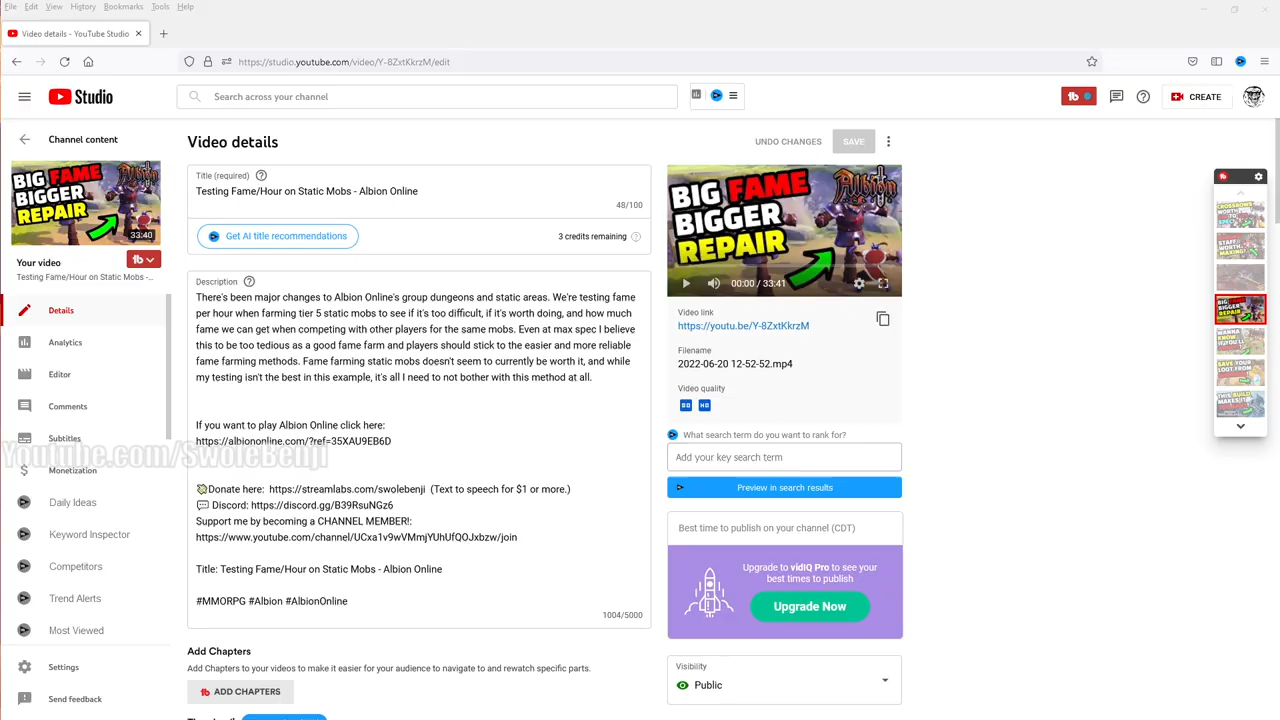 File Edit View History Bookmarks Tools Help
Video details - YouTube Studio
https://studio.youtube.com/video/Y-8ZxtKkrzM/edit
Studio
Search across your channel
tb
CREATE
Channel content
Video details
UNDO CHANGES
SAVE
BIG FAME
BIGGER
REPAIR
Albion
33:40
Your video
tb
Testing Fame/Hour on Static Mobs -...
Details
Analytics
Editor
Comments
Subtitles
Monetization
Daily Ideas
Keyword Inspector
Competitors
Trend Alerts
Most Viewed
Settings
Send feedback
Youtube.com/SwoleBenji
Title (required)
Testing Fame/Hour on Static Mobs - Albion Online
48/100
Get AI title recommendations
3 credits remaining
Description
There's been major changes to Albion Online's group dungeons and static areas. We're testing fame
per hour when farming tier 5 static mobs to see if it's too difficult, if it's worth doing, and how much
fame we can get when competing with other players for the same mobs. Even at max spec I believe
this to be too tedious as a good fame farm and players should stick to the easier and more reliable
fame farming methods. Fame farming static mobs doesn't seem to currently be worth it, and while
my testing isn't the best in this example, it's all I need to not bother with this method at all.
If you want to play Albion Online click here:
https://albiononline.com/?ref=35XAU9EB6D
💸Donate here: https://streamlabs.com/swolebenji (Text to speech for $1 or more.)
💬 Discord: https://discord.gg/B39RsuNGz6
Support me by becoming a CHANNEL MEMBER!:
https://www.youtube.com/channel/UCxa1v9wVMmjYUhUfQOJxbzw/join
Title: Testing Fame/Hour on Static Mobs - Albion Online
#MMORPG #Albion #AlbionOnline
1004/5000
Add Chapters
Add Chapters to your videos to make it easier for your audience to navigate to and rewatch specific parts.
tb ADD CHAPTERS
BIG FAME
BIGGER
REPAIR
Albion
00:00 / 33:41
Video link
https://youtu.be/Y-8ZxtKkrzM
Filename
2022-06-20 12-52-52.mp4
Video quality
SD HD
What search term do you want to rank for?
Add your key search term
Preview in search results
Best time to publish on your channel (CDT)
Upgrade to vidIQ Pro to see your
best times to publish
Upgrade Now
Visibility
Public